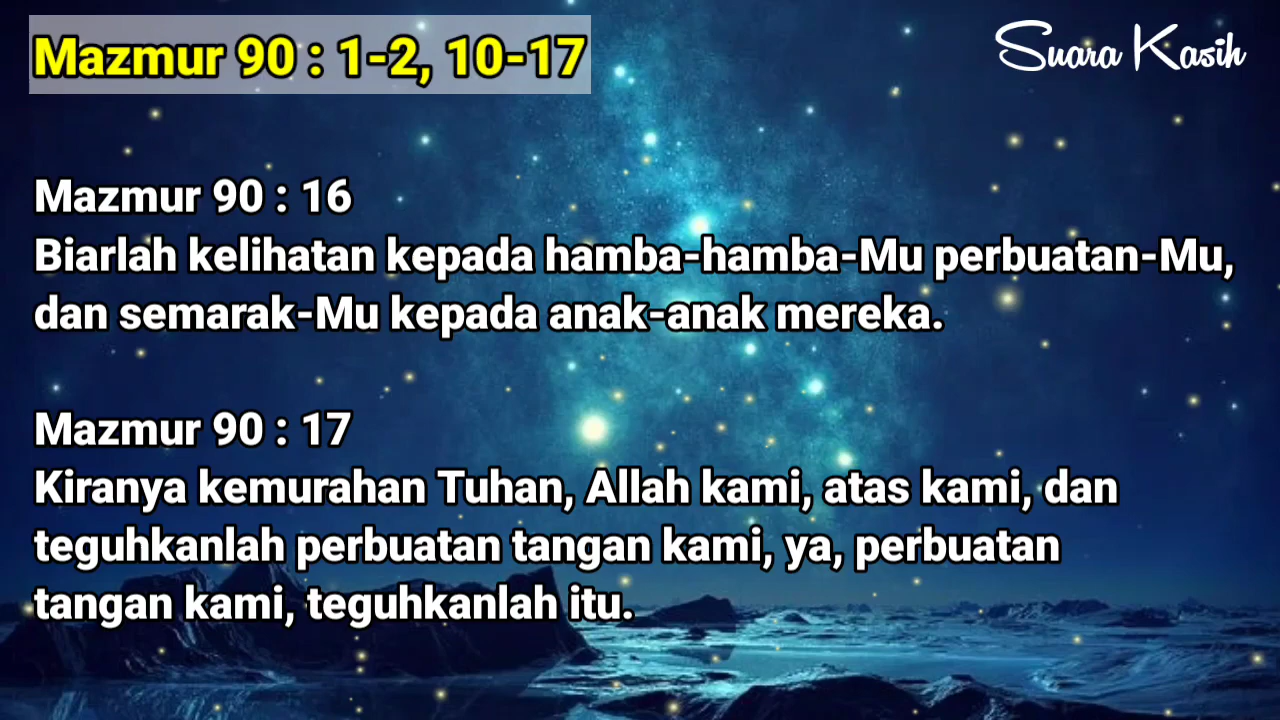 Mazmur 90 : 1-2, 10-17
Suara Kasih
Mazmur 90 : 16
Biarlah kelihatan kepada hamba-hamba-Mu perbuatan-Mu,
dan semarak-Mu kepada anak-anak mereka.
Mazmur 90 : 17
Kiranya kemurahan Tuhan, Allah kami, atas kami, dan
teguhkanlah perbuatan tangan kami, ya, perbuatan
tangan kami, teguhkanlah itu.